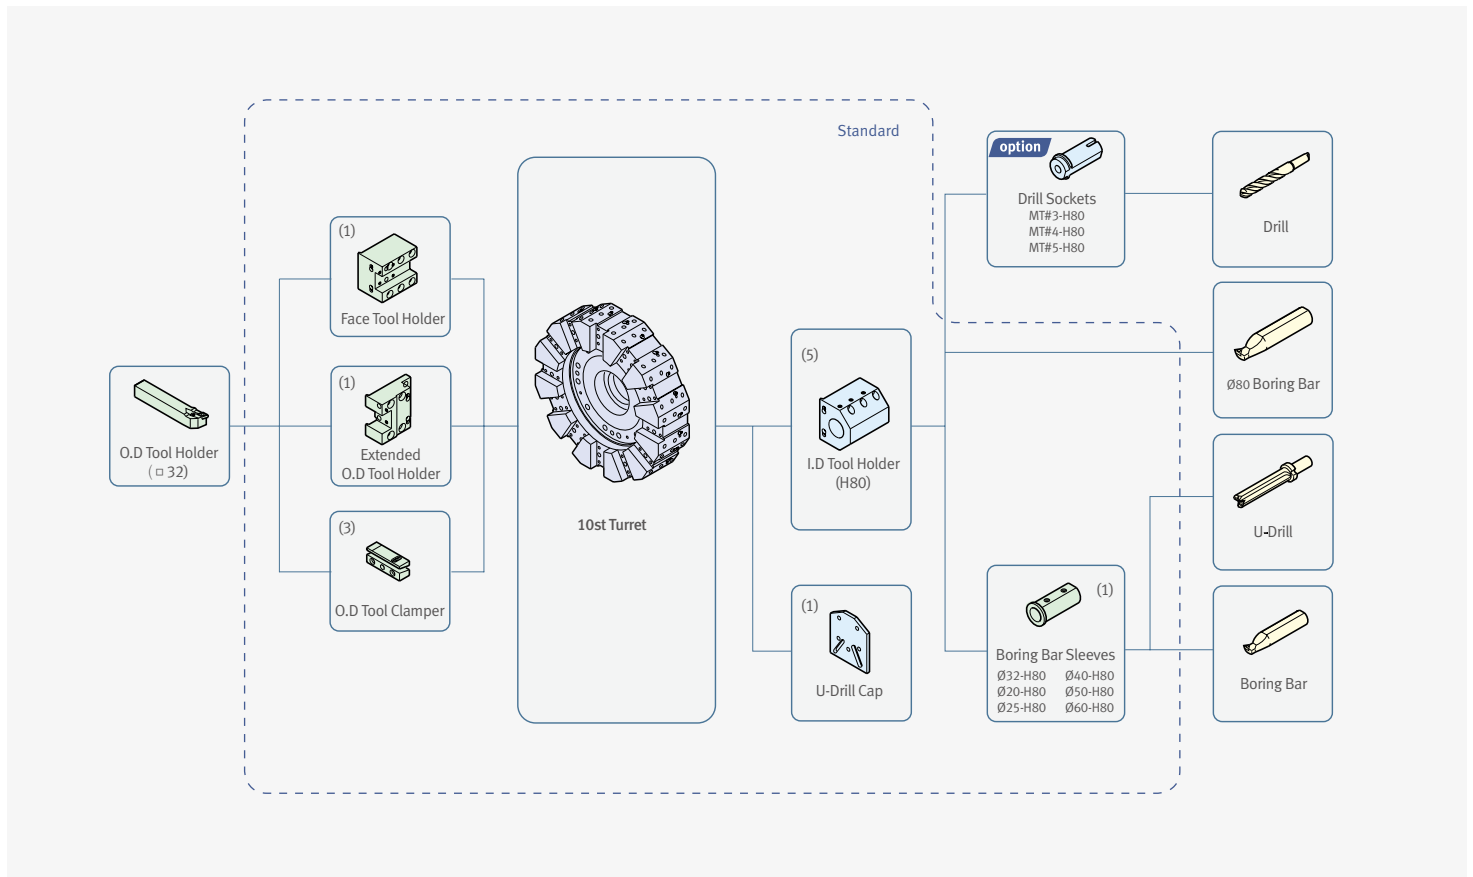 Standard
option
Drill Sockets
MT#3-H80
MT#4-H80
MT#5-H80
Drill
(1)
Face Tool Holder
(5)
I.D Tool Holder
(H80)
Ø80 Boring Bar
O.D Tool Holder
(□ 32)
(1)
Extended
O.D Tool Holder
10st Turret
U-Drill
(3)
O.D Tool Clamper
(1)
U-Drill Cap
(1)
Boring Bar Sleeves
Ø32-H80 Ø40-H80
Ø20-H80 Ø50-H80
Ø25-H80 Ø60-H80
Boring Bar